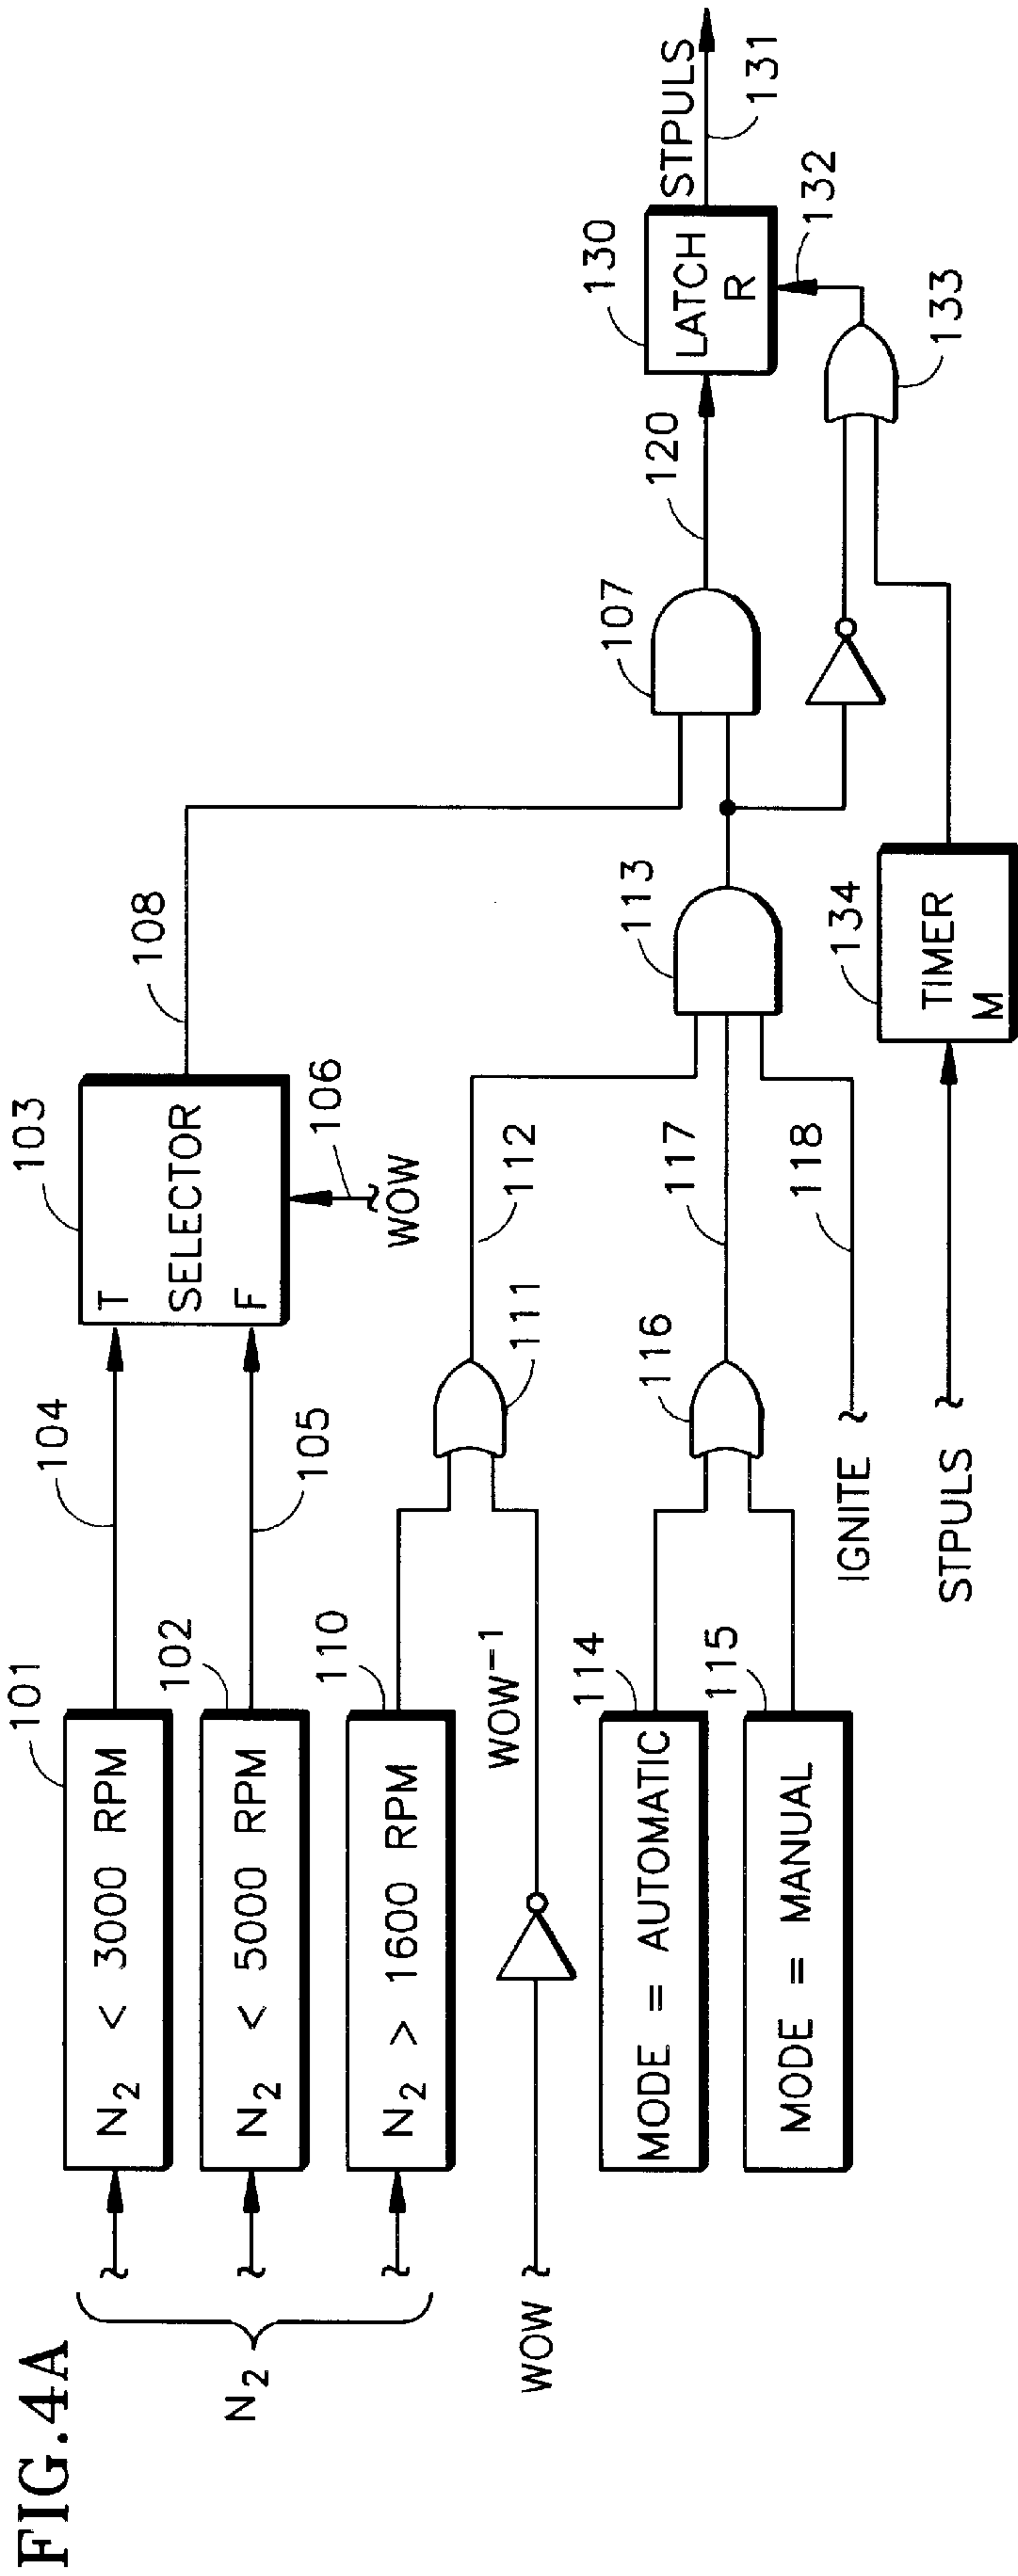 FIG.4A
N2
101
N2 < 3000 RPM
104
103
T
SELECTOR
F
108
102
N2 < 5000 RPM
105
106
WOW
110
N2 > 1600 RPM
111
112
WOW
WOW-1
114
MODE = AUTOMATIC
115
MODE = MANUAL
116
117
IGNITE
118
113
107
120
130
LATCH
R
STPULS
131
132
133
STPULS
134
TIMER
M